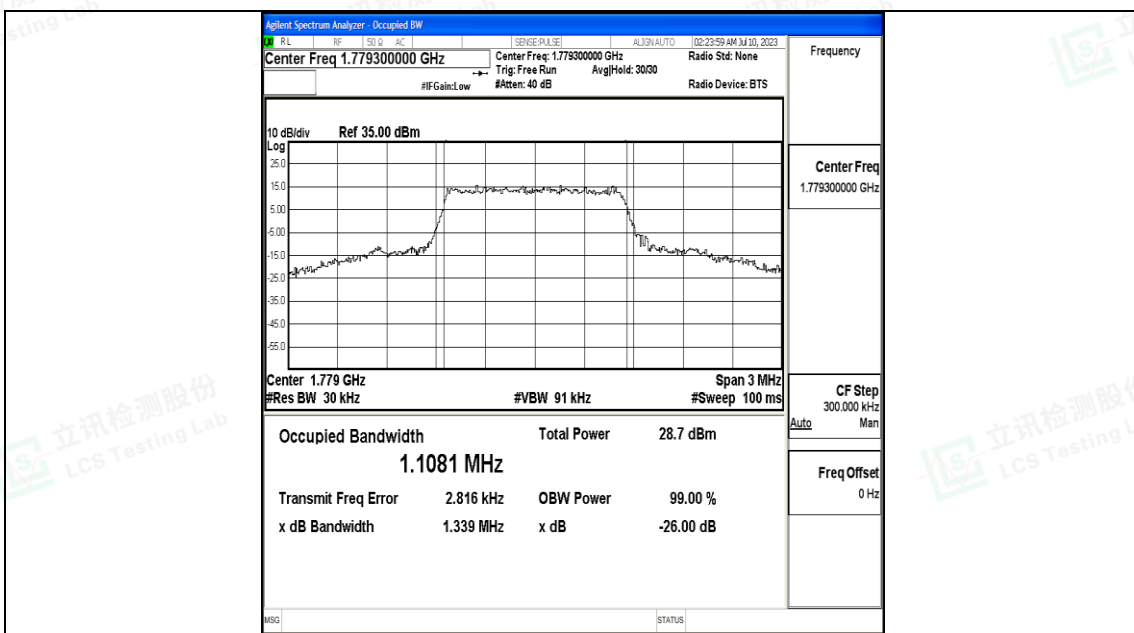 Agilent Spectrum Analyzer - Occupied BW
RL RF 50 Ω AC SENSE:PULSE ALIGN AUTO 02:23:59 AM Jul 10, 2023
Center Freq 1.779300000 GHz
Center Freq: 1.779300000 GHz
Radio Std: None
Trig: Free Run Avg|Hold: 30/30
#IFGain:Low #Atten: 40 dB Radio Device: BTS
Frequency
10 dB/div Ref 35.00 dBm
Log
25.0
15.0
5.00
-5.00
-15.0
-25.0
-35.0
-45.0
-55.0
Center Freq
1.779300000 GHz
Center 1.779 GHz Span 3 MHz
#Res BW 30 kHz #VBW 91 kHz #Sweep 100 ms
CF Step
300.000 kHz
Auto Man
Occupied Bandwidth Total Power 28.7 dBm
1.1081 MHz
Transmit Freq Error 2.816 kHz OBW Power 99.00 %
x dB Bandwidth 1.339 MHz x dB -26.00 dB
Freq Offset
0 Hz
MSG STATUS
立讯检测股份
LCS Testing Lab
立讯检测股份
LCS Testing L
sting Lab